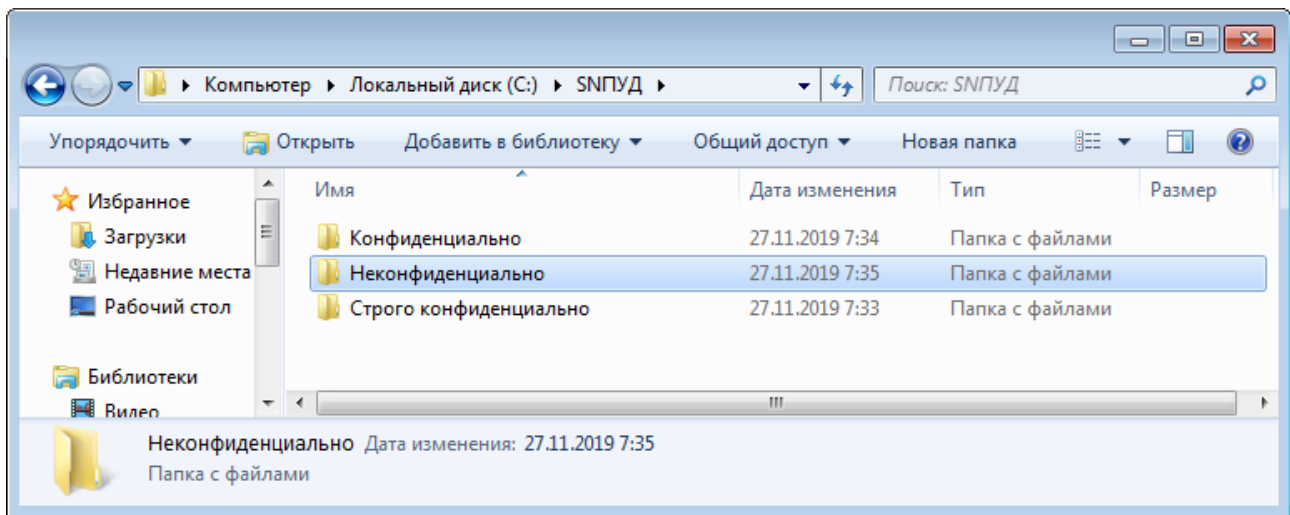 Компьютер ▸ Локальный диск (C:) ▸ SNПУД ▸ Поиск: SNПУД
Упорядочить ▾ Открыть Добавить в библиотеку ▾ Общий доступ ▾ Новая папка
Избранное
Загрузки
Недавние места
Рабочий стол
Библиотеки
Видео
Имя Дата изменения Тип Размер
Конфиденциально 27.11.2019 7:34 Папка с файлами
Неконфиденциально 27.11.2019 7:35 Папка с файлами
Строго конфиденциально 27.11.2019 7:33 Папка с файлами
Неконфиденциально Дата изменения: 27.11.2019 7:35
Папка с файлами